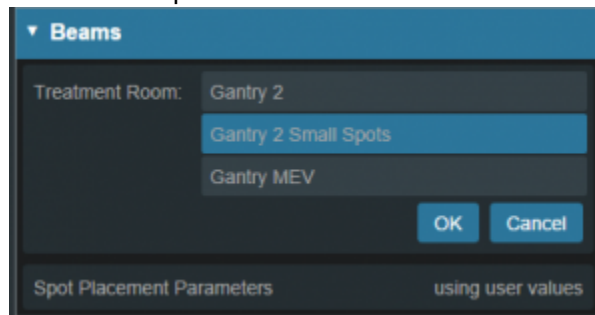 Beams
Treatment Room: Gantry 2
Gantry 2 Small Spots
Gantry MEV
OK Cancel
Spot Placement Parameters using user values